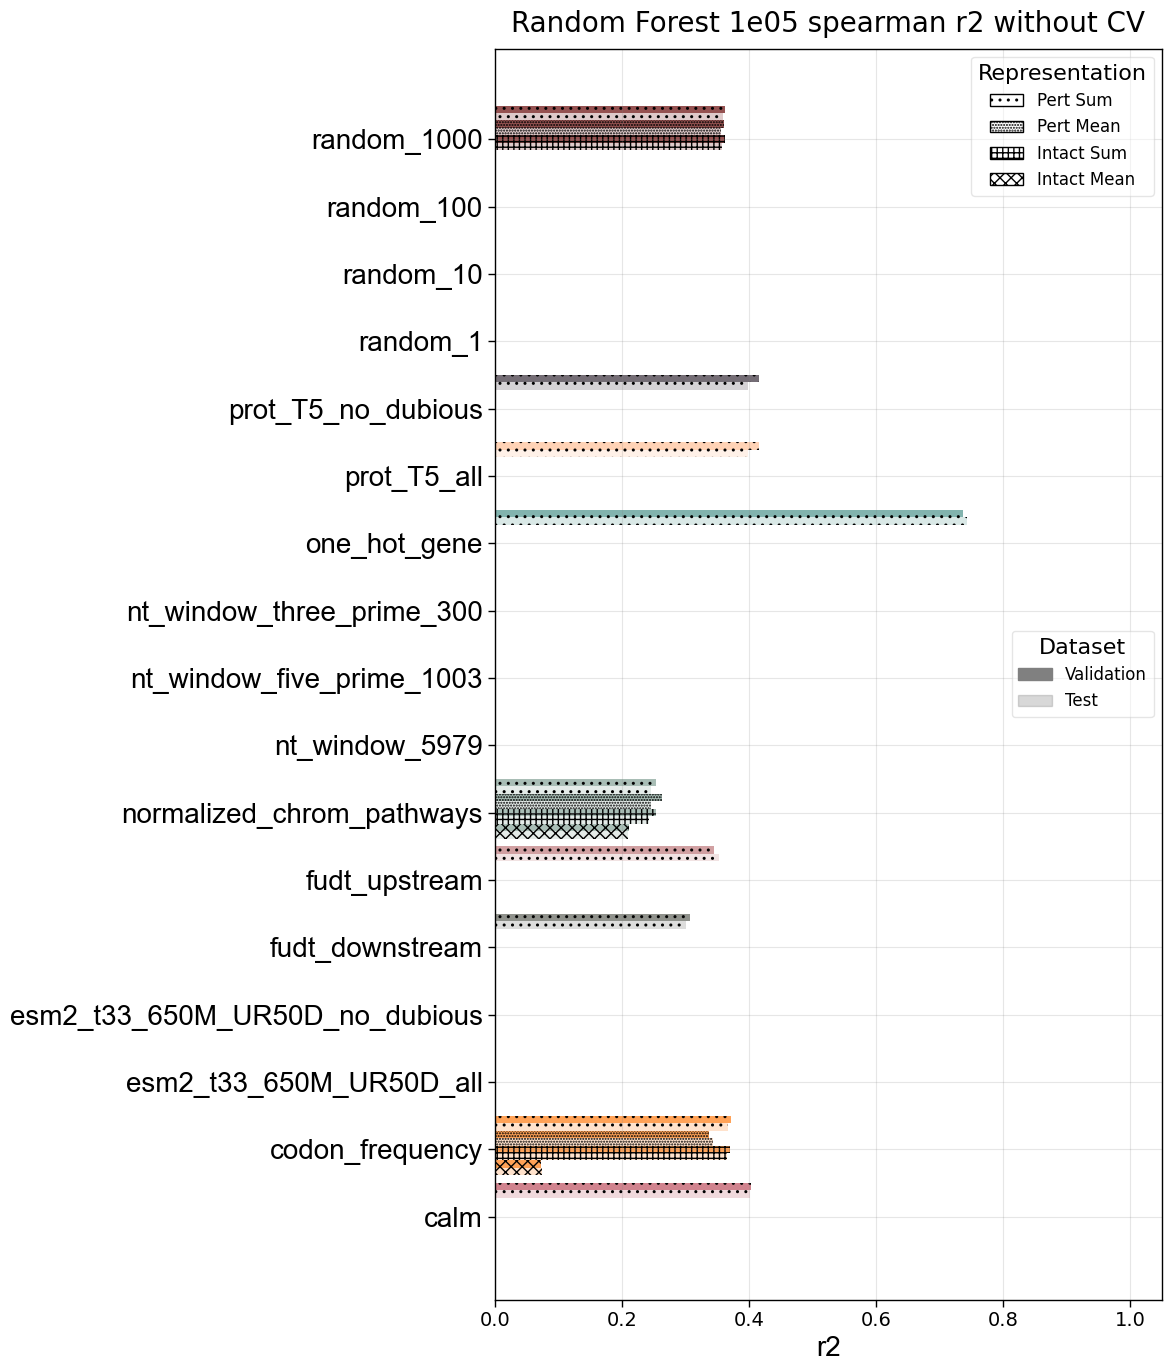 Random Forest 1e05 spearman r2 without CV
Representation
Pert Sum
Pert Mean
Intact Sum
Intact Mean
random_1000
random_100
random_10
random_1
prot_T5_no_dubious
prot_T5_all
one_hot_gene
nt_window_three_prime_300
nt_window_five_prime_1003
Dataset
Validation
Test
nt_window_5979
normalized_chrom_pathways
fudt_upstream
fudt_downstream
esm2_t33_650M_UR50D_no_dubious
esm2_t33_650M_UR50D_all
codon_frequency
calm
0.0 0.2 0.4 0.6 0.8 1.0
r2